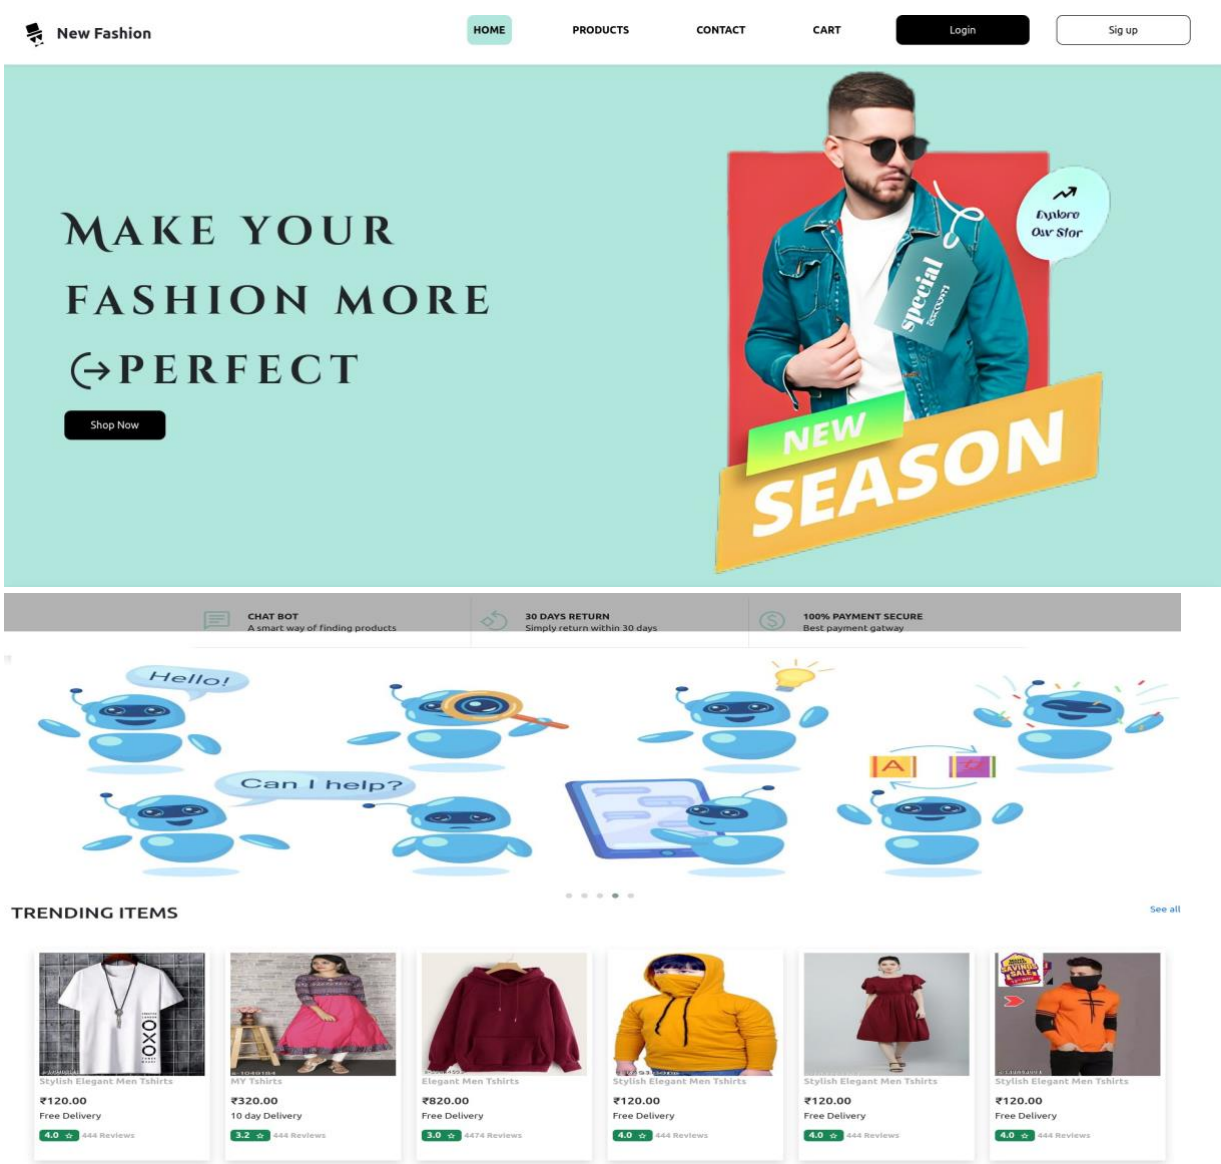 New Fashion
HOME
PRODUCTS
CONTACT
CART
Login
Sig up
MAKE YOUR
FASHION MORE
PERFECT
Shop Now
Explore
Our Stor
special
NEW
SEASON
CHAT BOT
A smart way of finding products
30 DAYS RETURN
Simply return within 30 days
100% PAYMENT SECURE
Best payment gatway
Hello!
Can I help?
A
TRENDING ITEMS
See all
OXO
SAVINGS
SALE
Stylish Elegant Men Tshirts
₹120.00
Free Delivery
4.0 ☆ 444 Reviews
MY Tshirts
₹320.00
10 day Delivery
3.2 ☆ 444 Reviews
Elegant Men Tshirts
₹820.00
Free Delivery
3.0 ☆ 4474 Reviews
Stylish Elegant Men Tshirts
₹120.00
Free Delivery
4.0 ☆ 444 Reviews
Stylish Elegant Men Tshirts
₹120.00
Free Delivery
4.0 ☆ 444 Reviews
Stylish Elegant Men Tshirts
₹120.00
Free Delivery
4.0 ☆ 444 Reviews